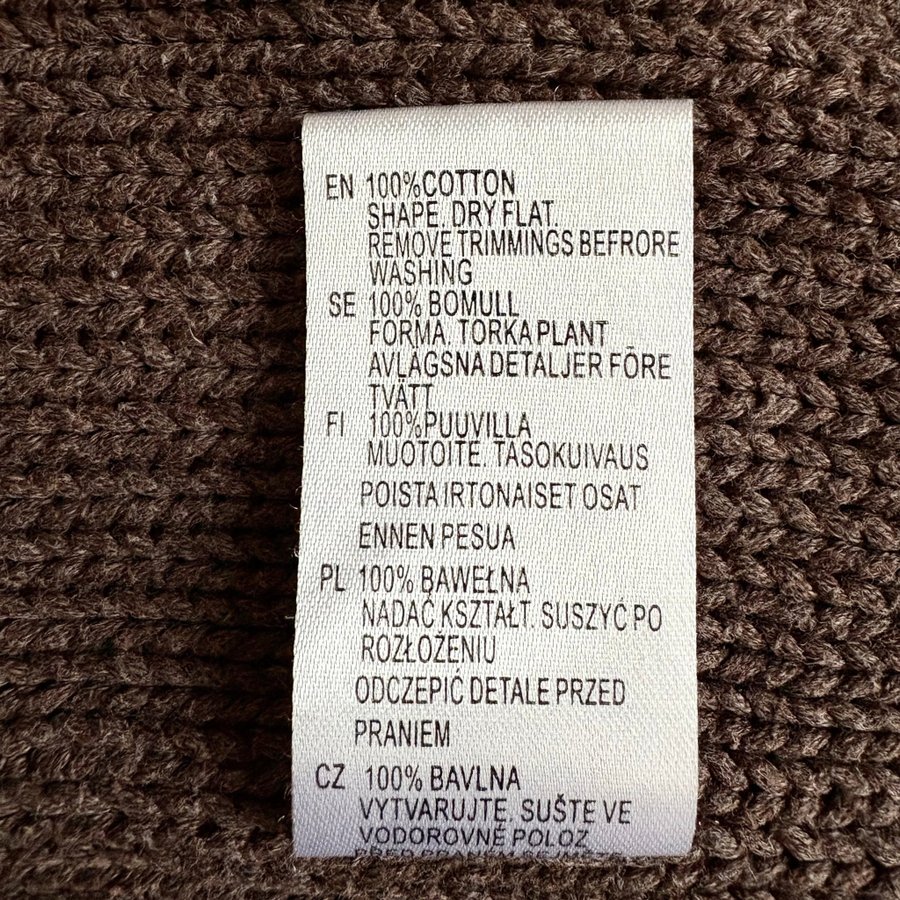 EN 100%COTTON
SHAPE. DRY FLAT.
REMOVE TRIMMINGS BEFRORE
WASHING
SE 100% BOMULL
FORMA. TORKA PLANT
AVLÄGSNA DETALJER FÖRE
TVÄTT
FI 100%PUUVILLA
MUOTOITE. TASOKUIVAUS
POISTA IRTONAISET OSAT
ENNEN PESUA
PL 100% BAWEŁNA
NADAĆ KSZTAŁT. SUSZYĆ PO
ROZŁOŻENIU
ODCZEPIĆ DETALE PRZED
PRANIEM
CZ 100% BAVLNA
VYTVARUJTE. SUŠTE VE
VODOROVNÉ POLOZ